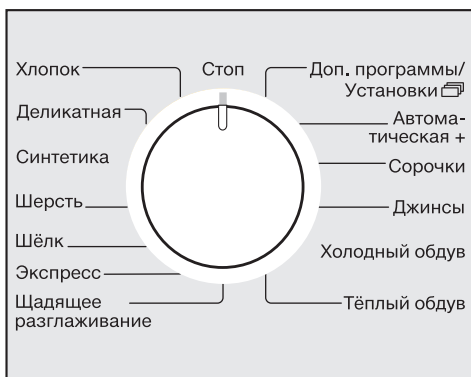 Стоп
Доп. программы/
Установки
Автома-
тическая +
Сорочки
Джинсы
Холодный обдув
Тёплый обдув
Хлопок
Деликатная
Синтетика
Шерсть
Шёлк
Экспресс
Щадящее
разглаживание